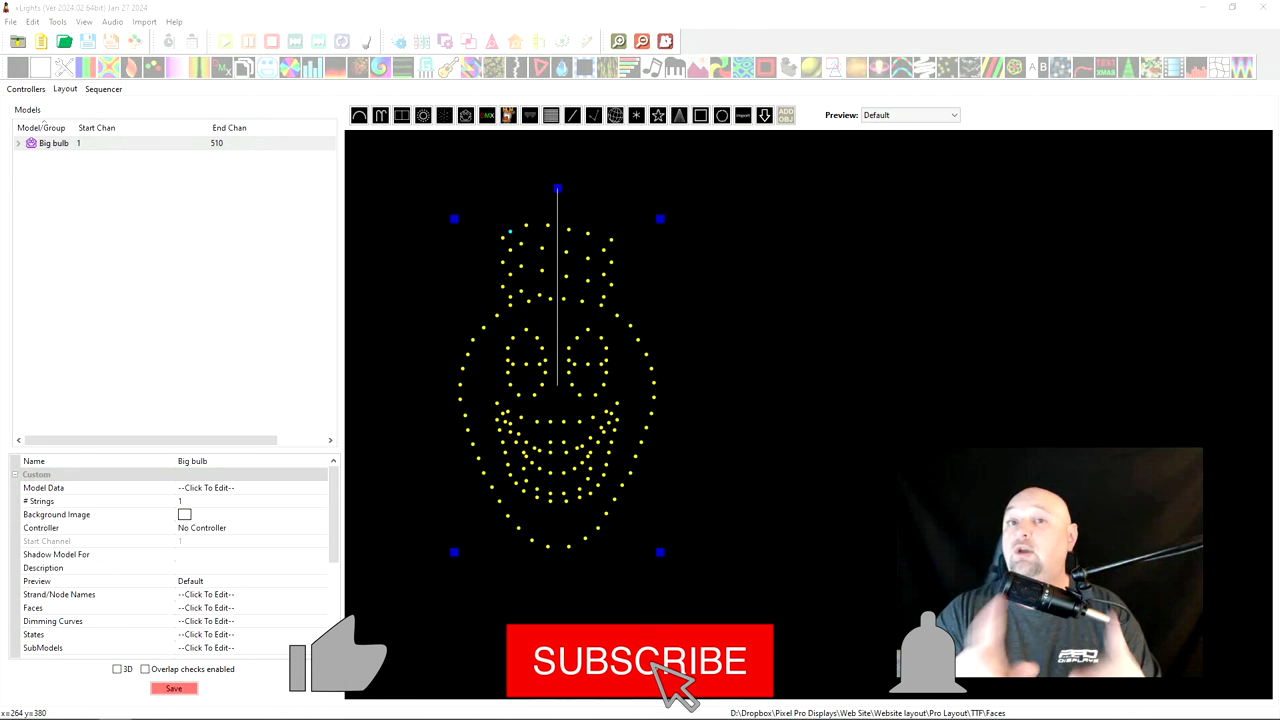 xLights (Ver 2024.02 64bit) Jan 27 2024
File Edit Tools View Audio Import Help
Controllers Layout Sequencer
Models
Preview: Default
Model/Group Start Chan End Chan
Big bulb 1 510
Name Big bulb
Custom
Model Data --Click To Edit--
# Strings 1
Background Image
Controller No Controller
Start Channel 1
Shadow Model For
Description
Preview Default
Strand/Node Names --Click To Edit--
Faces --Click To Edit--
Dimming Curves --Click To Edit--
States --Click To Edit--
SubModels --Click To Edit--
3D Overlap checks enabled
Save
SUBSCRIBE
PRO
DISPLAYS
x=264 y=380 D:\Dropbox\Pixel Pro Displays\Web Site\Website layout\Pro Layout\TTF\Faces